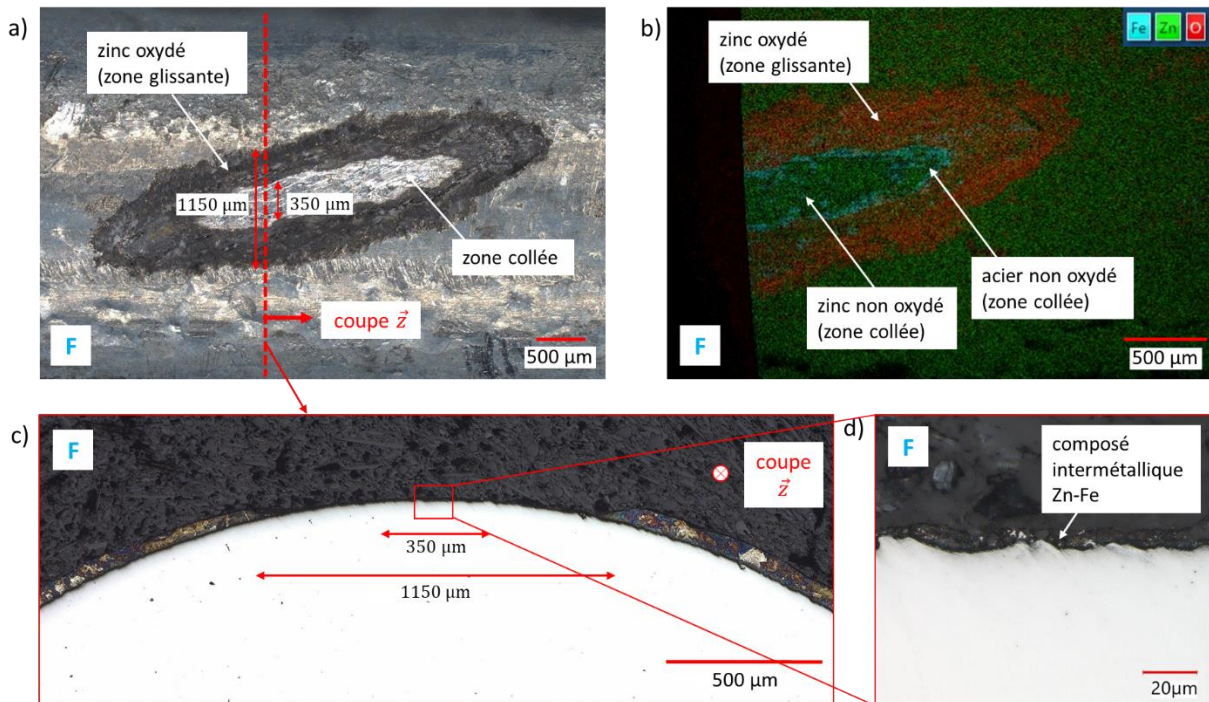 a)
zinc oxydé
(zone glissante)
1150 μm
350 μm
zone collée
F
coupe z⃗
500 μm
b)
Fe Zn O
zinc oxydé
(zone glissante)
zinc non oxydé
(zone collée)
acier non oxydé
(zone collée)
F
500 μm
c)
F
coupe
z⃗
350 μm
1150 μm
500 μm
d)
F
composé
intermétallique
Zn-Fe
20μm